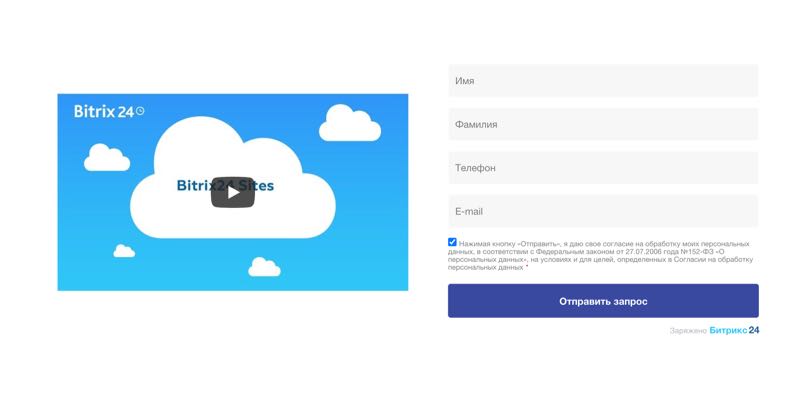 Bitrix24
Bitrix24 Sites
Имя
Фамилия
Телефон
E-mail
Нажимая кнопку «Отправить», я даю свое согласие на обработку моих персональных
данных, в соответствии с Федеральным законом от 27.07.2006 года №152-ФЗ «О
персональных данных», на условиях и для целей, определенных в Согласии на обработку
персональных данных *
Отправить запрос
Заряжено Битрикс24